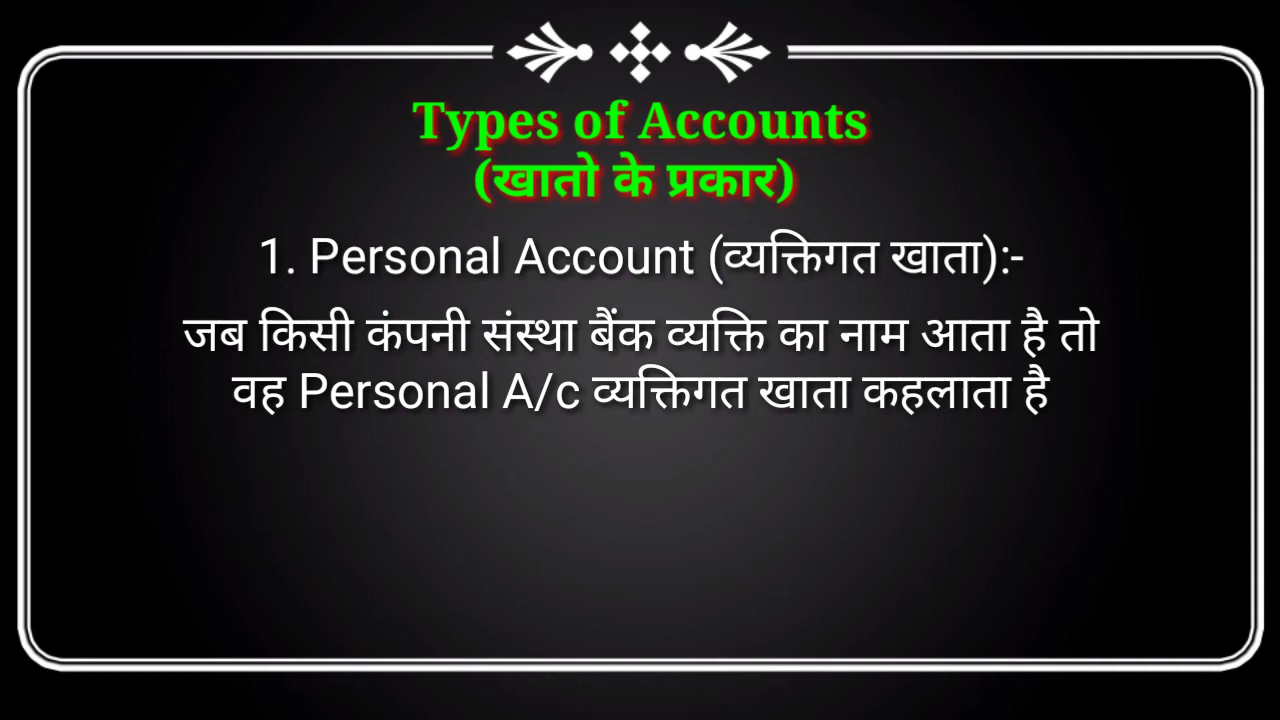 Types of Accounts
(खातो के प्रकार)
1. Personal Account (व्यक्तिगत खाता):-
जब किसी कंपनी संस्था बैंक व्यक्ति का नाम आता है तो
वह Personal A/c व्यक्तिगत खाता कहलाता है